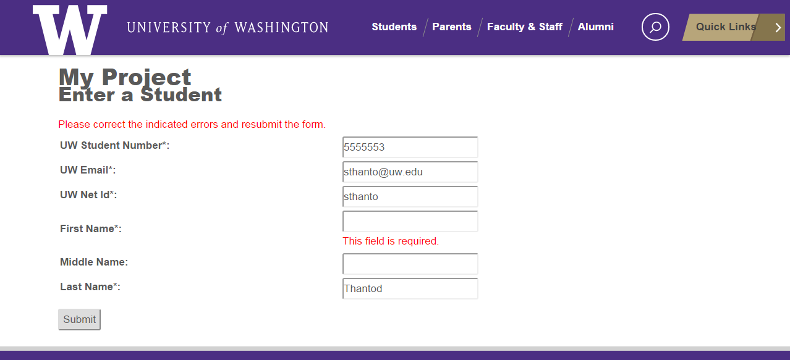 W UNIVERSITY of WASHINGTON Students Parents Faculty & Staff Alumni Quick Links
My Project
Enter a Student
Please correct the indicated errors and resubmit the form.
UW Student Number*: 5555553
UW Email*: sthanto@uw.edu
UW Net Id*: sthanto
First Name*:
This field is required.
Middle Name:
Last Name*: Thantod
Submit